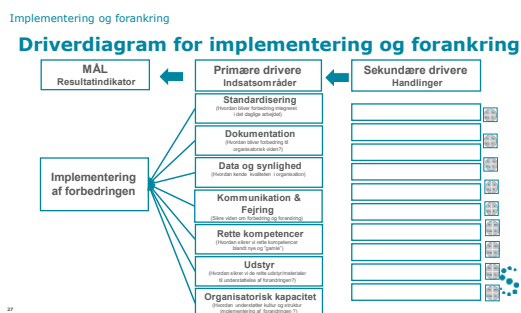 Implementering og forankring
Driverdiagram for implementering og forankring
MÅL
Resultatindikator
Primære drivere
Indsatsområder
Sekundære drivere
Handlinger
Implementering
af forbedringen
Standardisering
(Hvordan bliver forbedring integreret
i det daglige arbejdet)
Dokumentation
(Hvordan bliver forbedring til
organisatorisk viden?)
Data og synlighed
(Hvordan kende kvaliteten i organisation)
Kommunikation &
Fejring
(Sikre viden om forbedring og forandring)
Rette kompetencer
(Hvordan sikrer vi rette kompetencer
blandt nye og "gamle")
Udstyr
(Hvordan sikrer vi de rette udstyr/materialer
til understøttelse af forandringen?)
Organisatorisk kapacitet
(Hvordan understøtter kultur og struktur
implementering af forandringen ?)
27